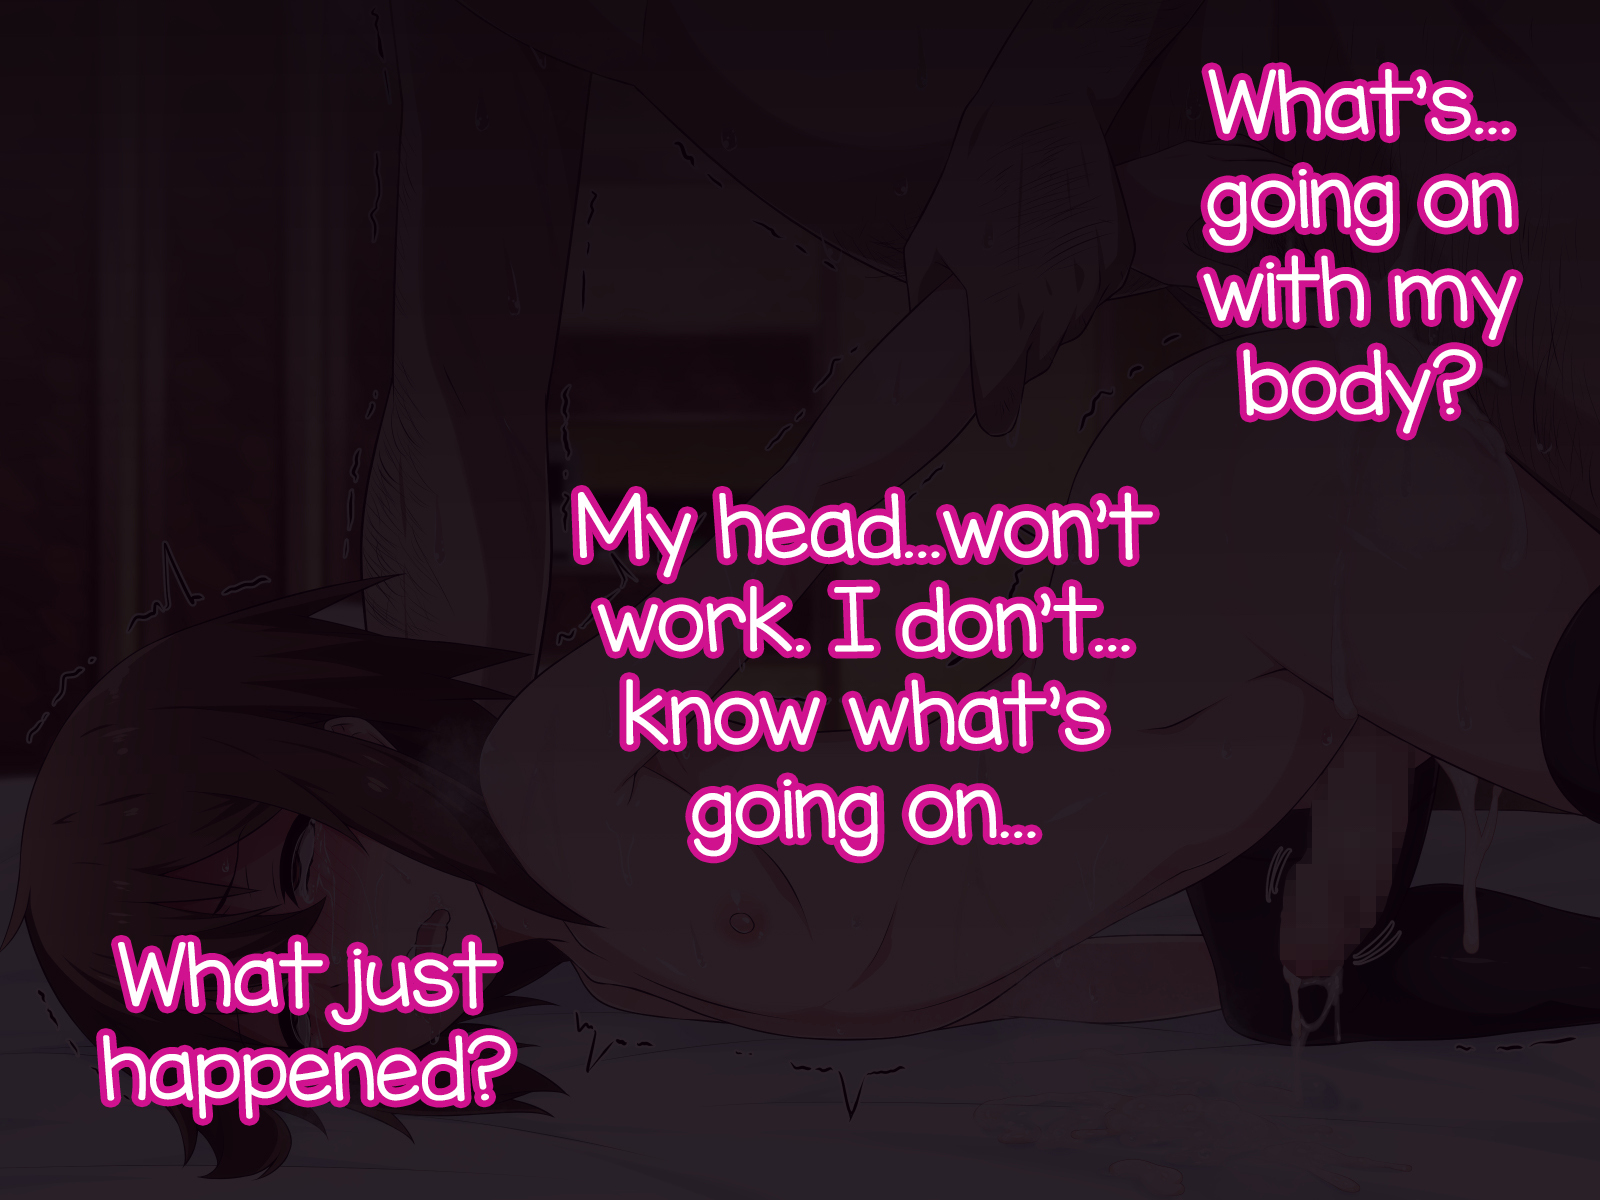 What's...
going on
with my
body?
My head...won't
work. I don't...
know what's
going on...
What just
happened?